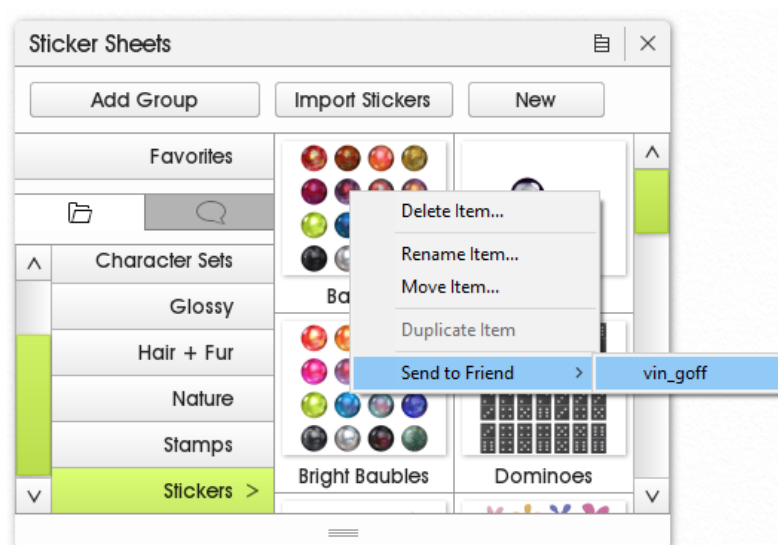 Sticker Sheets
Add Group
Import Stickers
New
Favorites
Character Sets
Glossy
Hair + Fur
Nature
Stamps
Stickers >
Ba
Bright Baubles
Dominoes
Delete Item...
Rename Item...
Move Item...
Duplicate Item
Send to Friend >
vin_goff